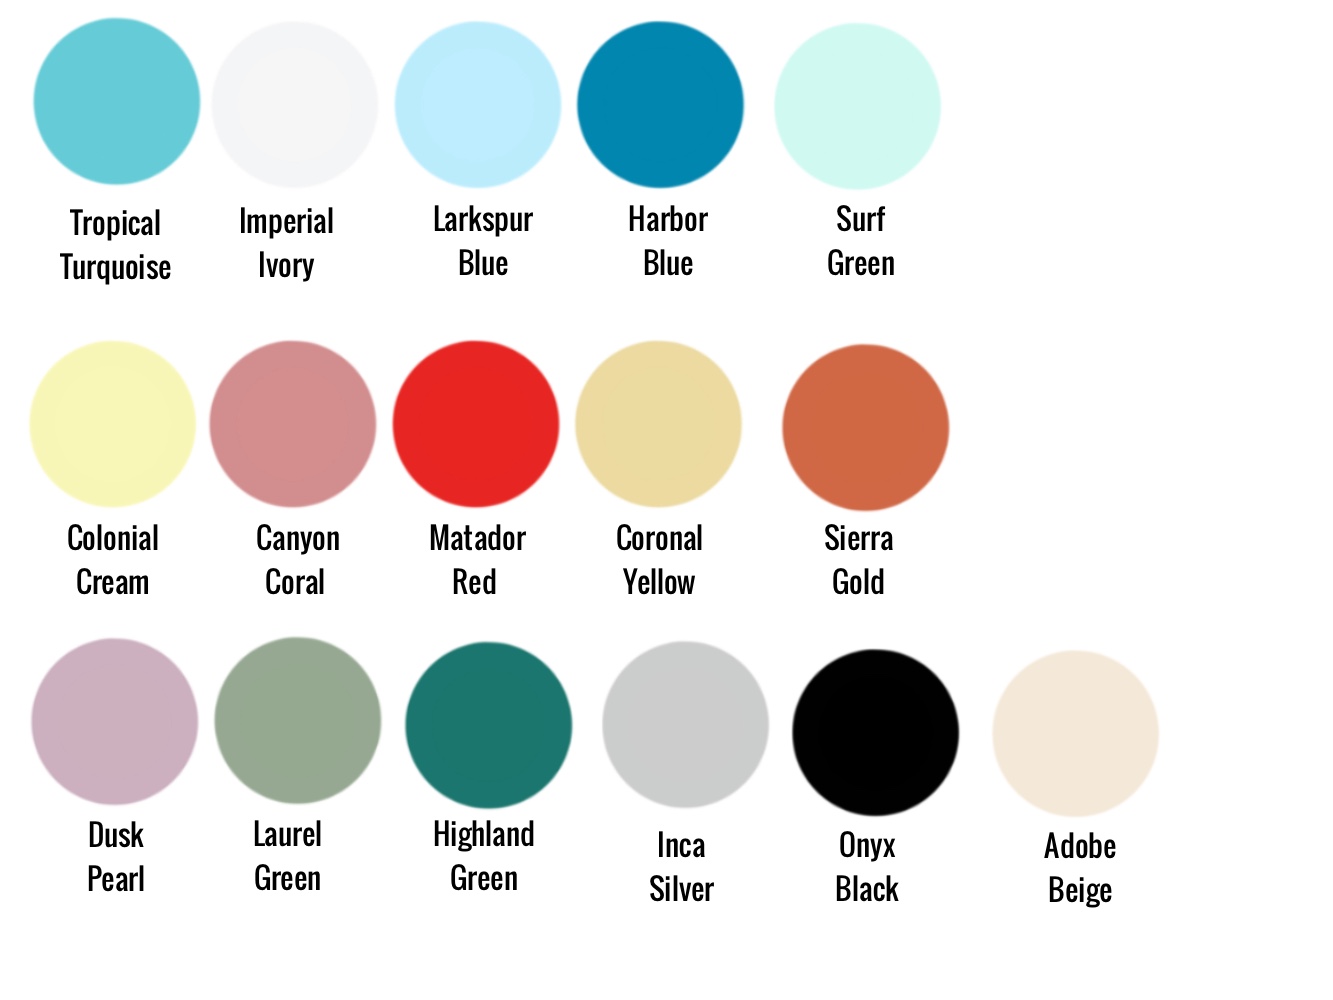 Tropical
Turquoise
Imperial
Ivory
Larkspur
Blue
Harbor
Blue
Surf
Green
Colonial
Cream
Canyon
Coral
Matador
Red
Coronal
Yellow
Sierra
Gold
Dusk
Pearl
Laurel
Green
Highland
Green
Inca
Silver
Onyx
Black
Adobe
Beige